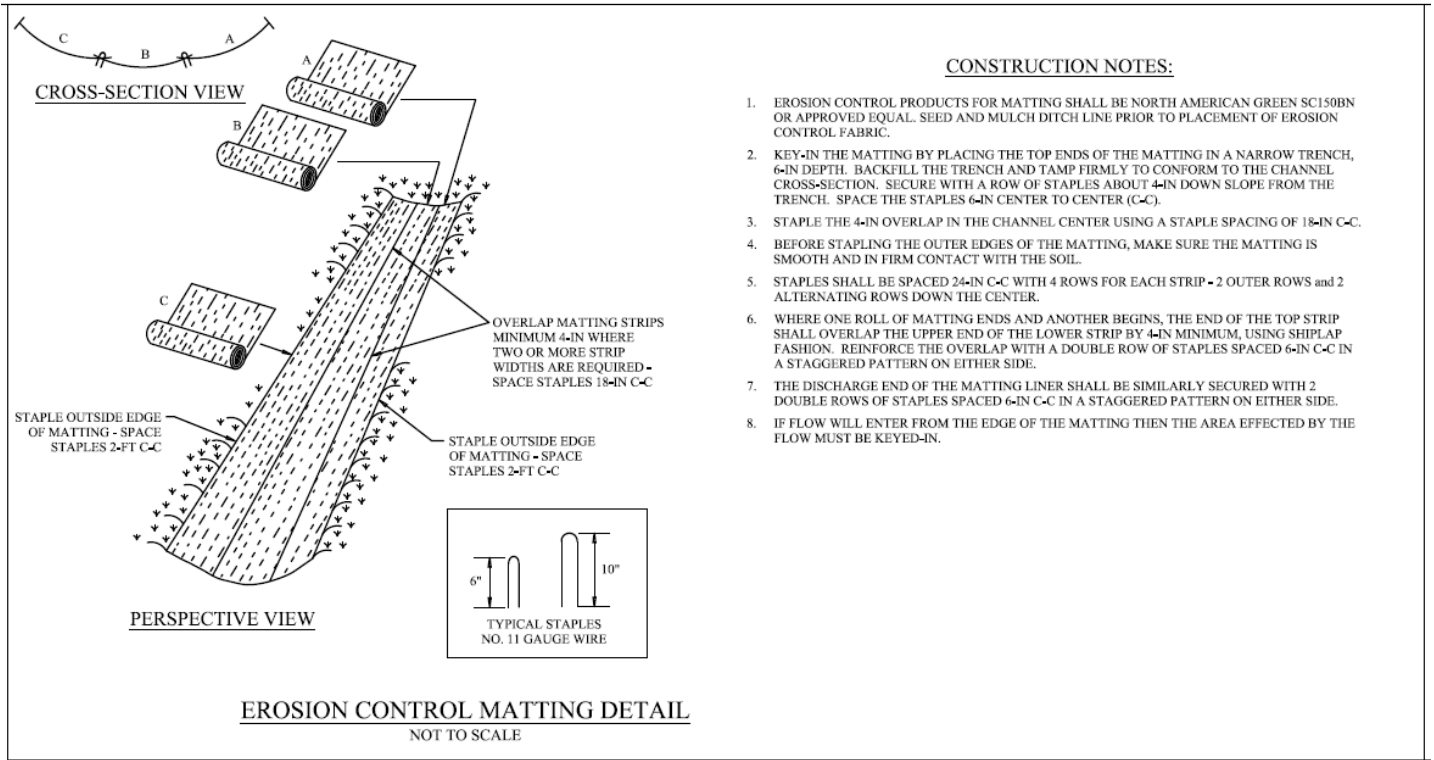 C
B
A
CROSS-SECTION VIEW
A
B
C
OVERLAP MATTING STRIPS
MINIMUM 4-IN WHERE
TWO OR MORE STRIP
WIDTHS ARE REQUIRED -
SPACE STAPLES 18-IN C-C
STAPLE OUTSIDE EDGE
OF MATTING - SPACE
STAPLES 2-FT C-C
STAPLE OUTSIDE EDGE
OF MATTING - SPACE
STAPLES 2-FT C-C
PERSPECTIVE VIEW
6"
10"
TYPICAL STAPLES
NO. 11 GAUGE WIRE
EROSION CONTROL MATTING DETAIL
NOT TO SCALE
CONSTRUCTION NOTES:
1. EROSION CONTROL PRODUCTS FOR MATTING SHALL BE NORTH AMERICAN GREEN SC150BN
OR APPROVED EQUAL. SEED AND MULCH DITCH LINE PRIOR TO PLACEMENT OF EROSION
CONTROL FABRIC.
2. KEY-IN THE MATTING BY PLACING THE TOP ENDS OF THE MATTING IN A NARROW TRENCH,
6-IN DEPTH. BACKFILL THE TRENCH AND TAMP FIRMLY TO CONFORM TO THE CHANNEL
CROSS-SECTION. SECURE WITH A ROW OF STAPLES ABOUT 4-IN DOWN SLOPE FROM THE
TRENCH. SPACE THE STAPLES 6-IN CENTER TO CENTER (C-C).
3. STAPLE THE 4-IN OVERLAP IN THE CHANNEL CENTER USING A STAPLE SPACING OF 18-IN C-C.
4. BEFORE STAPLING THE OUTER EDGES OF THE MATTING, MAKE SURE THE MATTING IS
SMOOTH AND IN FIRM CONTACT WITH THE SOIL.
5. STAPLES SHALL BE SPACED 24-IN C-C WITH 4 ROWS FOR EACH STRIP - 2 OUTER ROWS and 2
ALTERNATING ROWS DOWN THE CENTER.
6. WHERE ONE ROLL OF MATTING ENDS AND ANOTHER BEGINS, THE END OF THE TOP STRIP
SHALL OVERLAP THE UPPER END OF THE LOWER STRIP BY 4-IN MINIMUM, USING SHIPLAP
FASHION. REINFORCE THE OVERLAP WITH A DOUBLE ROW OF STAPLES SPACED 6-IN C-C IN
A STAGGERED PATTERN ON EITHER SIDE.
7. THE DISCHARGE END OF THE MATTING LINER SHALL BE SIMILARLY SECURED WITH 2
DOUBLE ROWS OF STAPLES SPACED 6-IN C-C IN A STAGGERED PATTERN ON EITHER SIDE.
8. IF FLOW WILL ENTER FROM THE EDGE OF THE MATTING THEN THE AREA EFFECTED BY THE
FLOW MUST BE KEYED-IN.